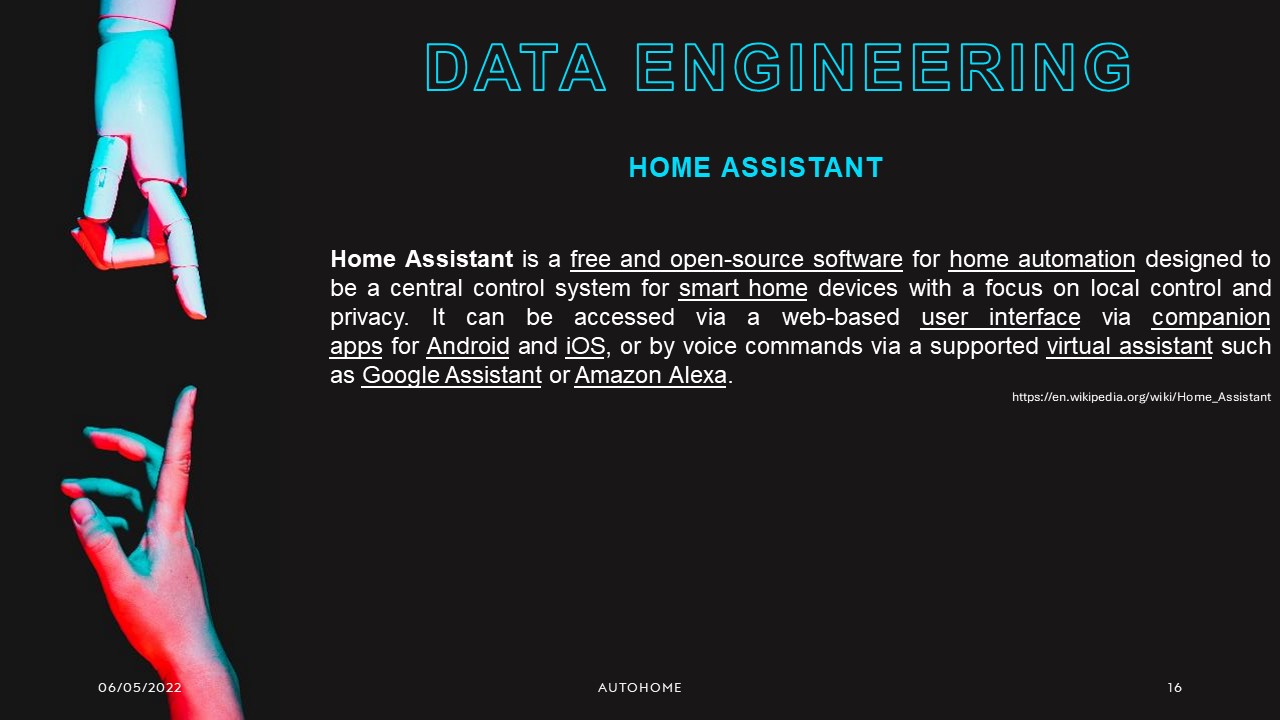 DATA ENGINEERING
HOME ASSISTANT
Home Assistant is a free and open-source software for home automation designed to
be a central control system for smart home devices with a focus on local control and
privacy. It can be accessed via a web-based user interface via companion
apps for Android and iOS, or by voice commands via a supported virtual assistant such
as Google Assistant or Amazon Alexa.
https://en.wikipedia.org/wiki/Home_Assistant
06/05/2022
AUTOHOME
16